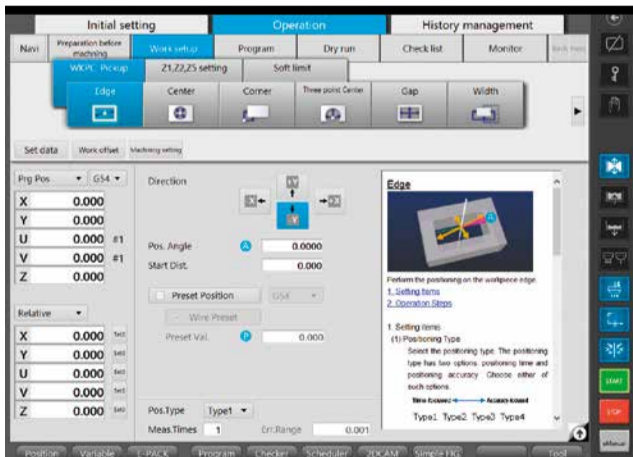 Initial setting Operation History management
Navi Preparation before machining Work setup Program Dry run Check list Monitor
WKPC Pickup Z1,Z2,Z5 setting Soft limit
Edge Center Corner Three point Center Gap Width
Set data Work offset Machining setting
Prg Pos G54
X 0.000
Y 0.000
U 0.000 #1
V 0.000 #1
Z 0.000
Relative
X 0.000
Y 0.000
U 0.000
V 0.000
Z 0.000
Direction
Pos. Angle A 0.0000
Start Dist. 0.000
Preset Position G54
Wire Preset
Preset Val. P 0.000
Pos.Type Type1
Meas.Times 1 Err.Range 0.001
Edge
A
Perform the positioning on the workpiece edge.
1. Setting items
2. Operation Steps
1. Setting items
(1) Positioning Type
Select the positioning type. The positioning
type has two options, positioning time and
positioning accuracy. Choose either of
such options.
Time focused Accuracy focused
Type1 Type2 Type3 Type4
START
STOP
Position Variable E-PACK Program Checker Scheduler 2DCAM Simple FIG Tool